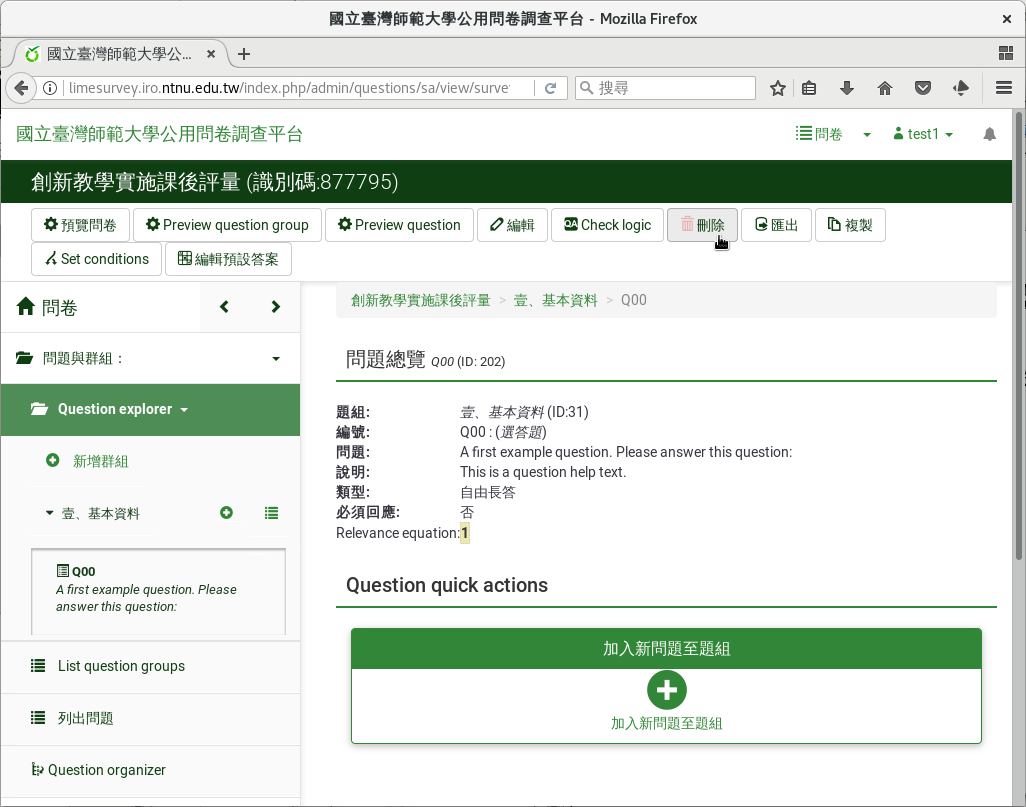 國立臺灣師範大學公用問卷調查平台 - Mozilla Firefox
國立臺灣師範大學公...
limesurvey.iro.ntnu.edu.tw/index.php/admin/questions/sa/view/surve
搜尋
國立臺灣師範大學公用問卷調查平台
問卷
test1
創新教學實施課後評量 (識別碼:877795)
預覽問卷
Preview question group
Preview question
編輯
Check logic
刪除
匯出
複製
Set conditions
編輯預設答案
問卷
創新教學實施課後評量 > 壹、基本資料 > Q00
問題與群組：
問題總覽 Q00 (ID: 202)
Question explorer
題組: 壹、基本資料 (ID:31)
編號: Q00 : (選答題)
問題: A first example question. Please answer this question:
說明: This is a question help text.
類型: 自由長答
必須回應: 否
Relevance equation:1
新增群組
壹、基本資料
Q00
A first example question. Please
answer this question:
Question quick actions
加入新問題至題組
加入新問題至題組
List question groups
列出問題
Question organizer